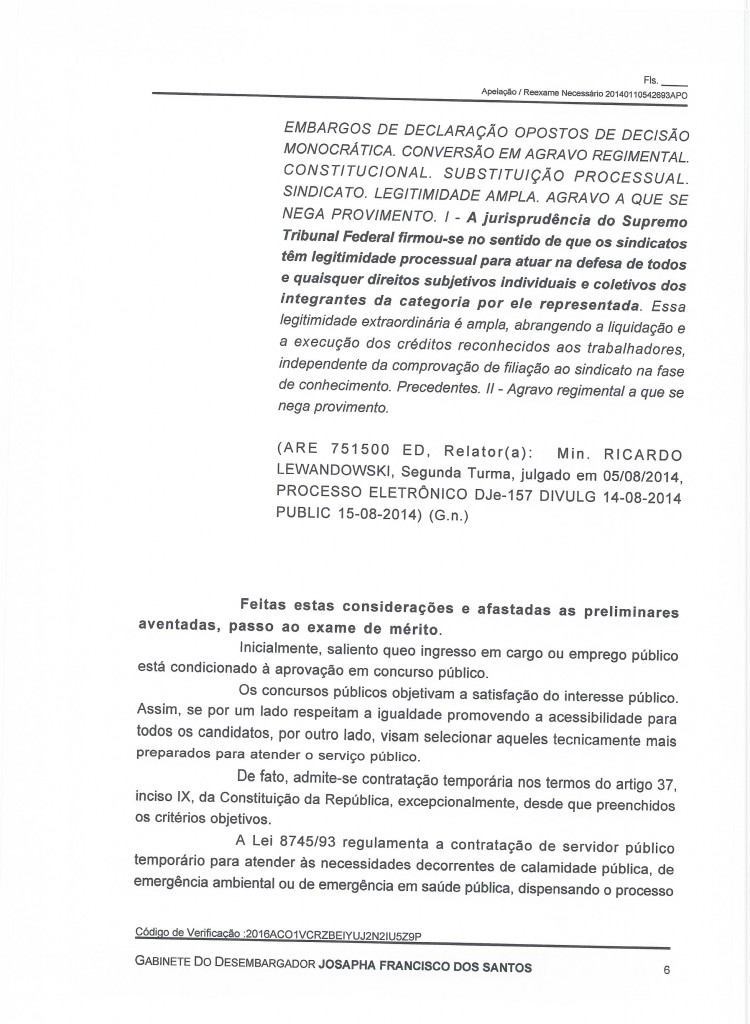 Fls. _____
Apelação / Reexame Necessário 20140110542693APO
EMBARGOS DE DECLARAÇÃO OPOSTOS DE DECISÃO
MONOCRÁTICA. CONVERSÃO EM AGRAVO REGIMENTAL.
CONSTITUCIONAL. SUBSTITUIÇÃO PROCESSUAL.
SINDICATO. LEGITIMIDADE AMPLA. AGRAVO A QUE SE
NEGA PROVIMENTO. I - A jurisprudência do Supremo
Tribunal Federal firmou-se no sentido de que os sindicatos
têm legitimidade processual para atuar na defesa de todos
e quaisquer direitos subjetivos individuais e coletivos dos
integrantes da categoria por ele representada. Essa
legitimidade extraordinária é ampla, abrangendo a liquidação e
a execução dos créditos reconhecidos aos trabalhadores,
independente da comprovação de filiação ao sindicato na fase
de conhecimento. Precedentes. II - Agravo regimental a que se
nega provimento.
(ARE 751500 ED, Relator(a): Min. RICARDO
LEWANDOWSKI, Segunda Turma, julgado em 05/08/2014,
PROCESSO ELETRÔNICO DJe-157 DIVULG 14-08-2014
PUBLIC 15-08-2014) (G.n.)
Feitas estas considerações e afastadas as preliminares
aventadas, passo ao exame de mérito.
Inicialmente, saliento queo ingresso em cargo ou emprego público
está condicionado à aprovação em concurso público.
Os concursos públicos objetivam a satisfação do interesse público.
Assim, se por um lado respeitam a igualdade promovendo a acessibilidade para
todos os candidatos, por outro lado, visam selecionar aqueles tecnicamente mais
preparados para atender o serviço público.
De fato, admite-se contratação temporária nos termos do artigo 37,
inciso IX, da Constituição da República, excepcionalmente, desde que preenchidos
os critérios objetivos.
A Lei 8745/93 regulamenta a contratação de servidor público
temporário para atender às necessidades decorrentes de calamidade pública, de
emergência ambiental ou de emergência em saúde pública, dispensando o processo
Código de Verificação :2016ACO1VCRZBEIYUJ2N2IU5Z9P
GABINETE DO DESEMBARGADOR JOSAPHA FRANCISCO DOS SANTOS
6